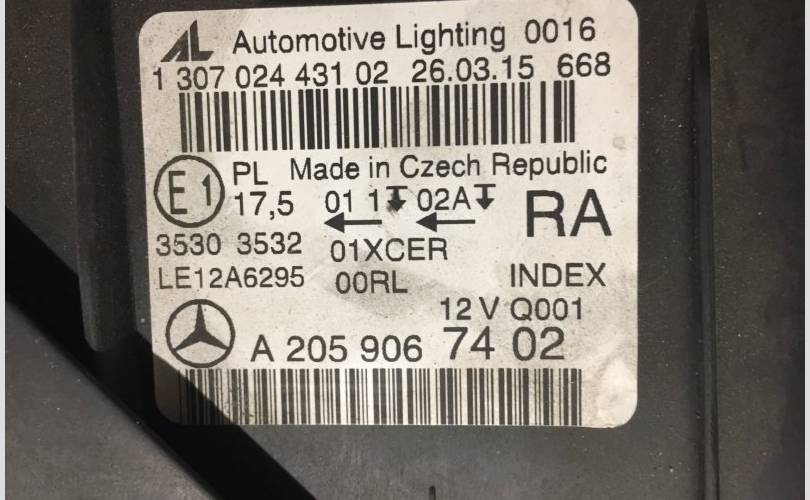 AL Automotive Lighting 0016
1 307 024 431 02 26.03.15 668
E1 PL Made in Czech Republic
17,5 01 1 02A RA
3530 3532 01XCER
LE12A6295 00RL INDEX
12 V Q001
A 205 906 74 02